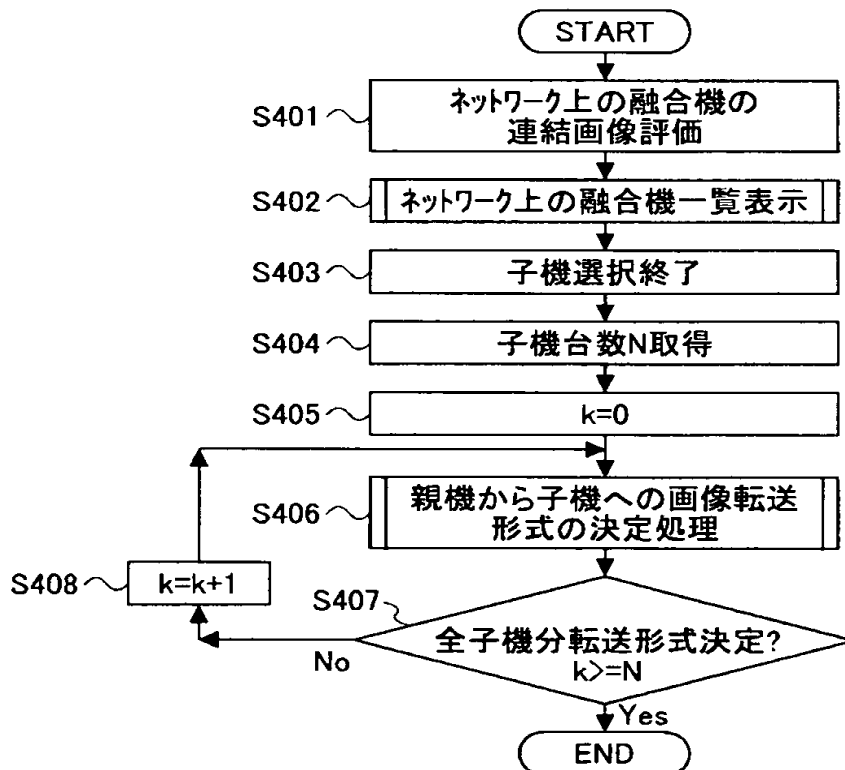 START
S401
ネットワーク上の融合機の
連結画像評価
S402
ネットワーク上の融合機一覧表示
S403
子機選択終了
S404
子機台数N取得
S405
k=0
S406
親機から子機への画像転送
形式の決定処理
S408
k=k+1
S407
全子機分転送形式決定?
k>=N
No
Yes
END